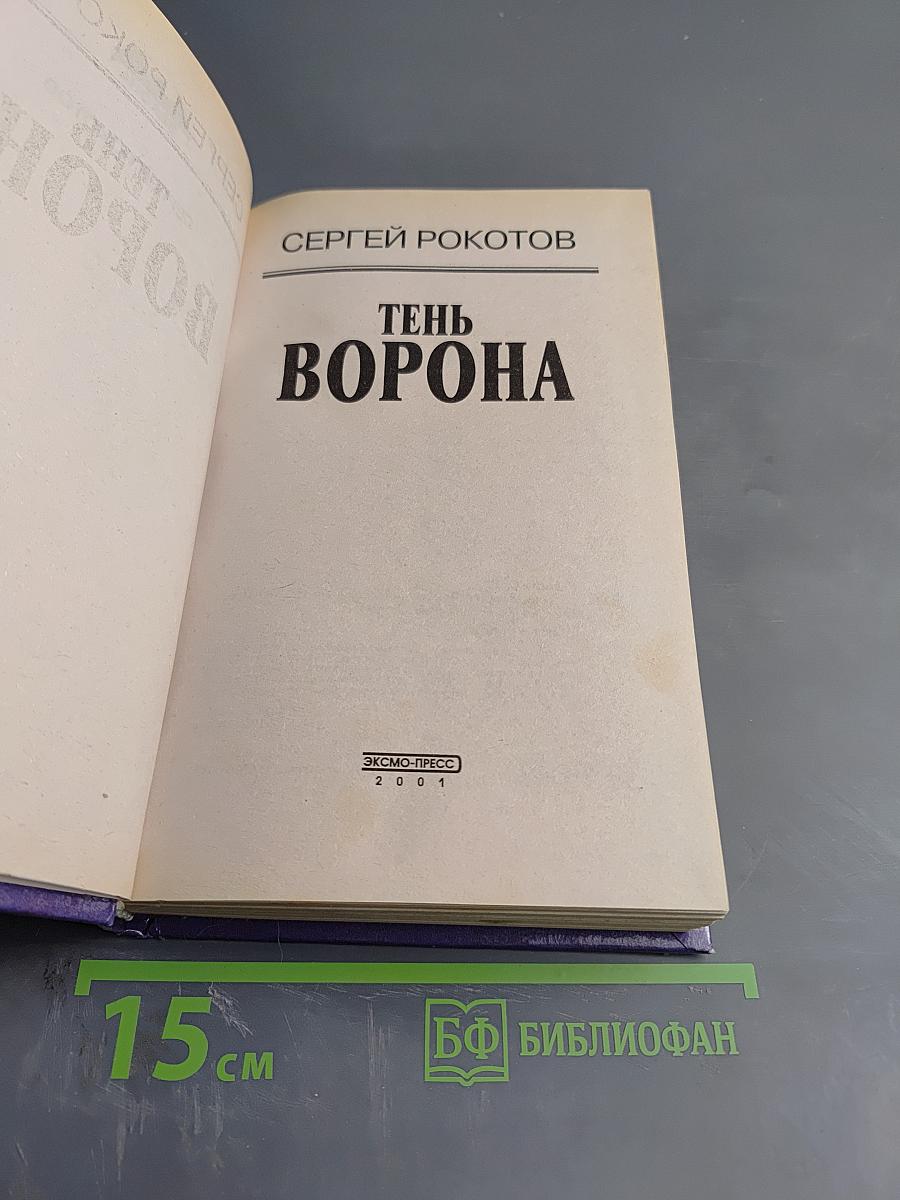 СЕРГЕЙ РОКОТОВ
ТЕНЬ
ВОРОНА
ЭКСМО-ПРЕСС
2001
15 см
БФ БИБЛИОФАН